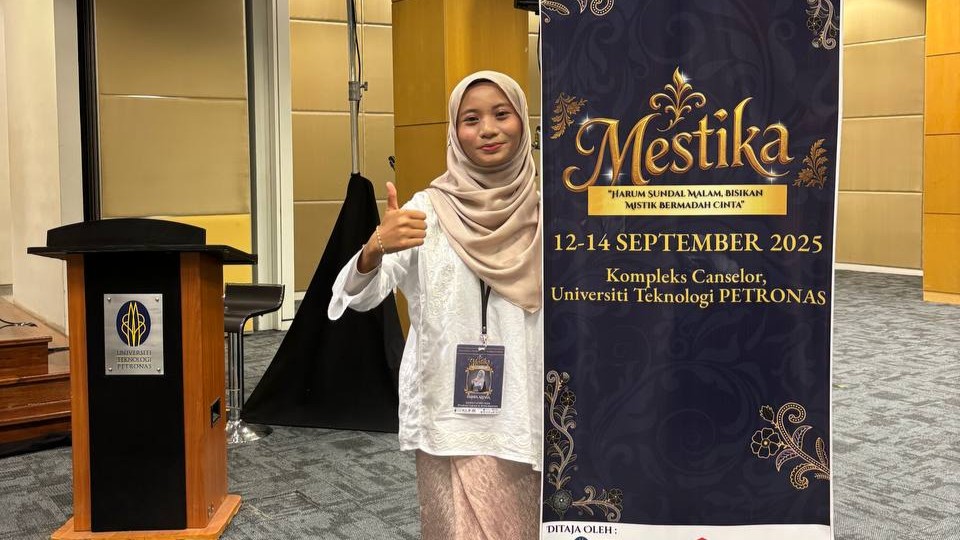 Mestika
"HARUM SUNDAL MALAM, BISIKAN
MISTIK BERMADAH CINTA"
12-14 SEPTEMBER 2025
Kompleks Canselor,
Universiti Teknologi PETRONAS
DITAJA OLEH :
UNIVERSITI
TEKNOLOGI
PETRONAS
Mestika